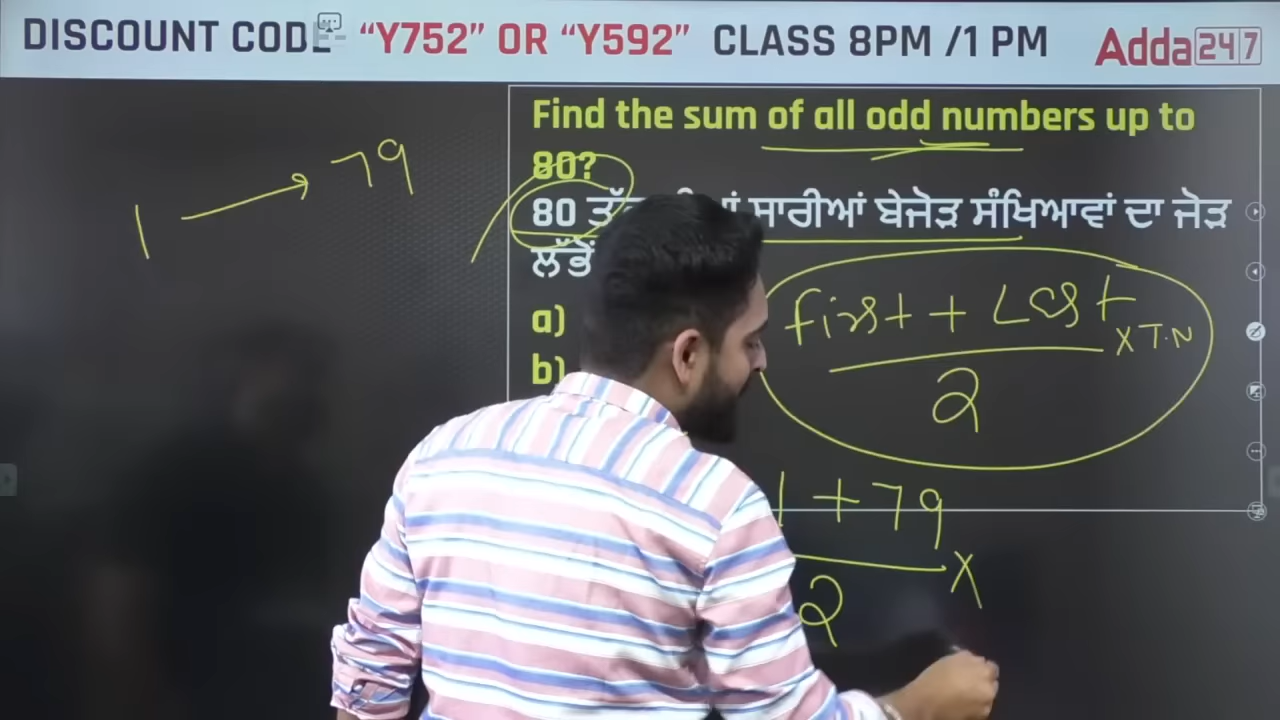 DISCOUNT CODE- “Y752” OR “Y592” CLASS 8PM /1 PM
Adda247
Find the sum of all odd numbers up to
80?
80 ਸਾਰੀਆਂ ਬੇਜੋੜ ਸੰਖਿਆਵਾਂ ਦਾ ਜੋੜ
ਲੱਭੋ
a)
b)
1 → 79
first + Last
X T.N
2
1 + 79
X
2